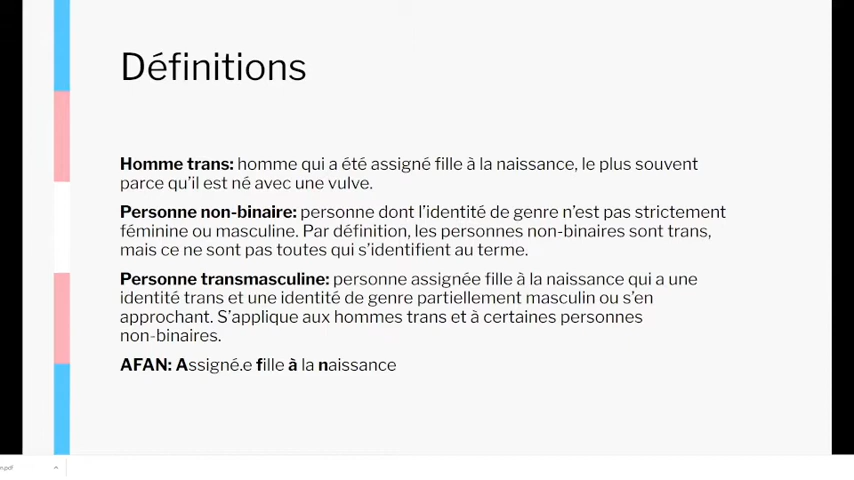 Définitions
Homme trans: homme qui a été assigné fille à la naissance, le plus souvent
parce qu'il est né avec une vulve.
Personne non-binaire: personne dont l'identité de genre n'est pas strictement
féminine ou masculine. Par définition, les personnes non-binaires sont trans,
mais ce ne sont pas toutes qui s'identifient au terme.
Personne transmasculine: personne assignée fille à la naissance qui a une
identité trans et une identité de genre partiellement masculin ou s'en
approchant. S'applique aux hommes trans et à certaines personnes
non-binaires.
AFAN: Assigné.e fille à la naissance